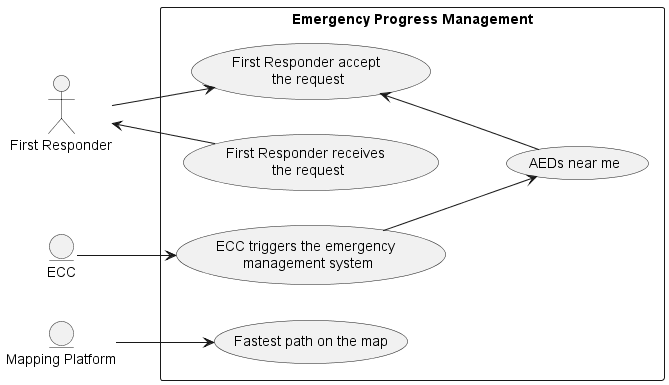 Emergency Progress Management
First Responder accept
the request
First Responder
First Responder receives
the request
AEDs near me
ECC triggers the emergency
management system
ECC
Fastest path on the map
Mapping Platform